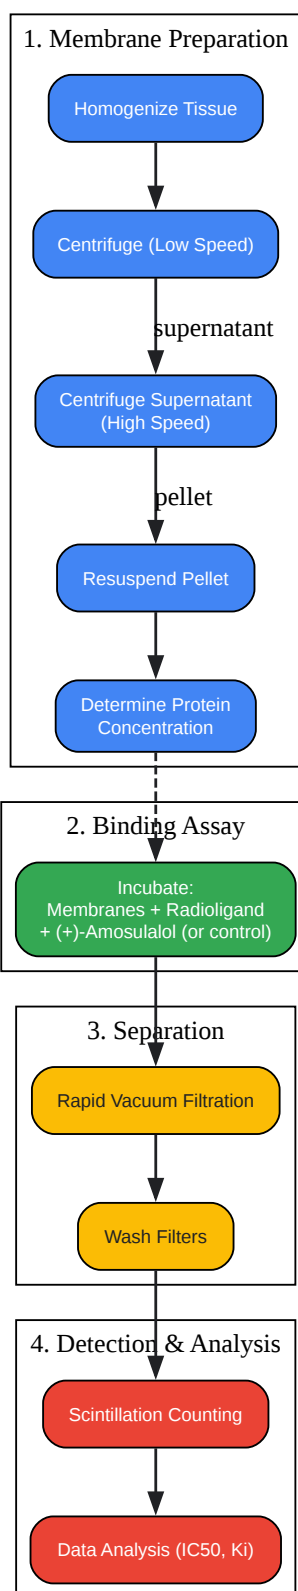 1. Membrane Preparation
Homogenize Tissue
Centrifuge (Low Speed)
supernatant
Centrifuge Supernatant
(High Speed)
pellet
Resuspend Pellet
Determine Protein
Concentration
2. Binding Assay
Incubate:
Membranes + Radioligand
+ (+)-Amosulalol (or control)
3. Separation
Rapid Vacuum Filtration
Wash Filters
4. Detection & Analysis
Scintillation Counting
Data Analysis (IC50, Ki)